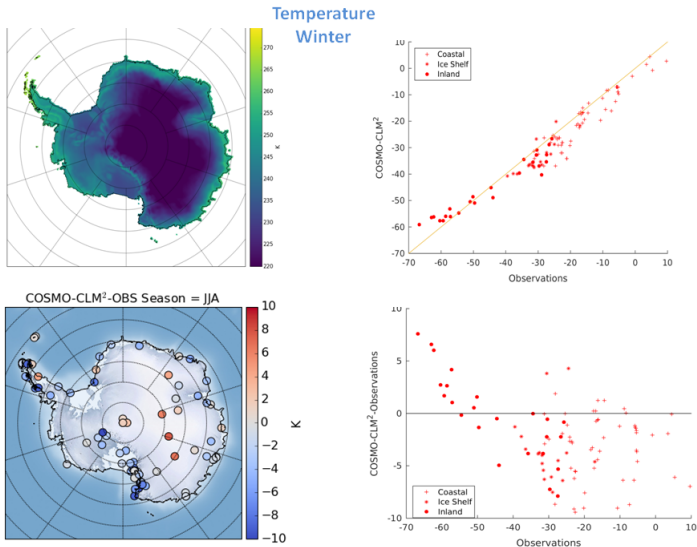 Temperature
Winter
270
265
260
255
250
245
240
235
230
225
220
K
10
0
-10
-20
-30
-40
-50
-60
-70
COSMO-CLM²
+ Coastal
✶ Ice Shelf
● Inland
-70 -60 -50 -40 -30 -20 -10 0 10
Observations
COSMO-CLM²-OBS Season = JJA
10
8
6
4
2
0
−2
−4
−6
−8
−10
K
10
5
0
-5
-10
COSMO-CLM²-Observations
+ Coastal
✶ Ice Shelf
● Inland
-70 -60 -50 -40 -30 -20 -10 0 10
Observations